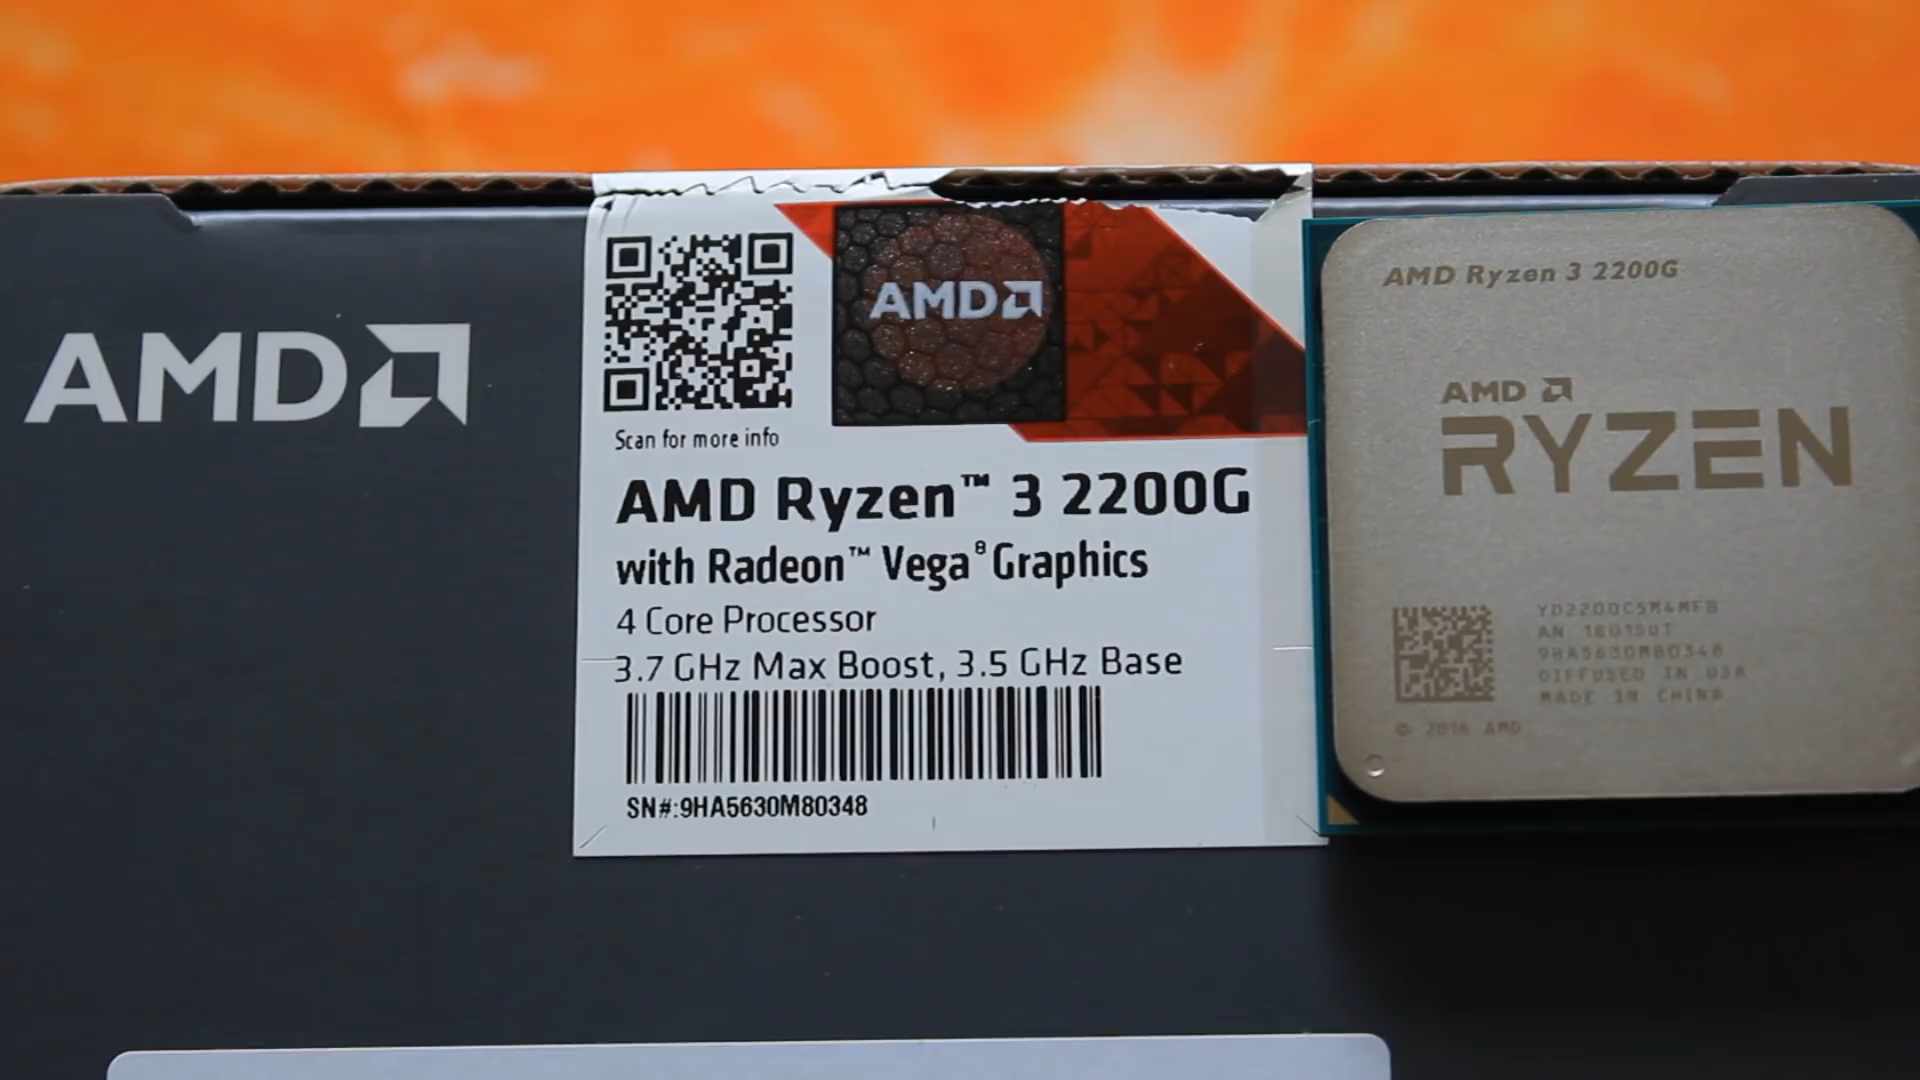 AMD
AMD
Scan for more info
AMD Ryzen™ 3 2200G
with Radeon™ Vega⁸ Graphics
4 Core Processor
3.7 GHz Max Boost, 3.5 GHz Base
SN#:9HA5630M80348
AMD Ryzen 3 2200G
AMD
RYZEN
YD2200C5M4MFB
9HA5630M80348
DIFFUSED IN USA
MADE IN CHINA
© 2016 AMD